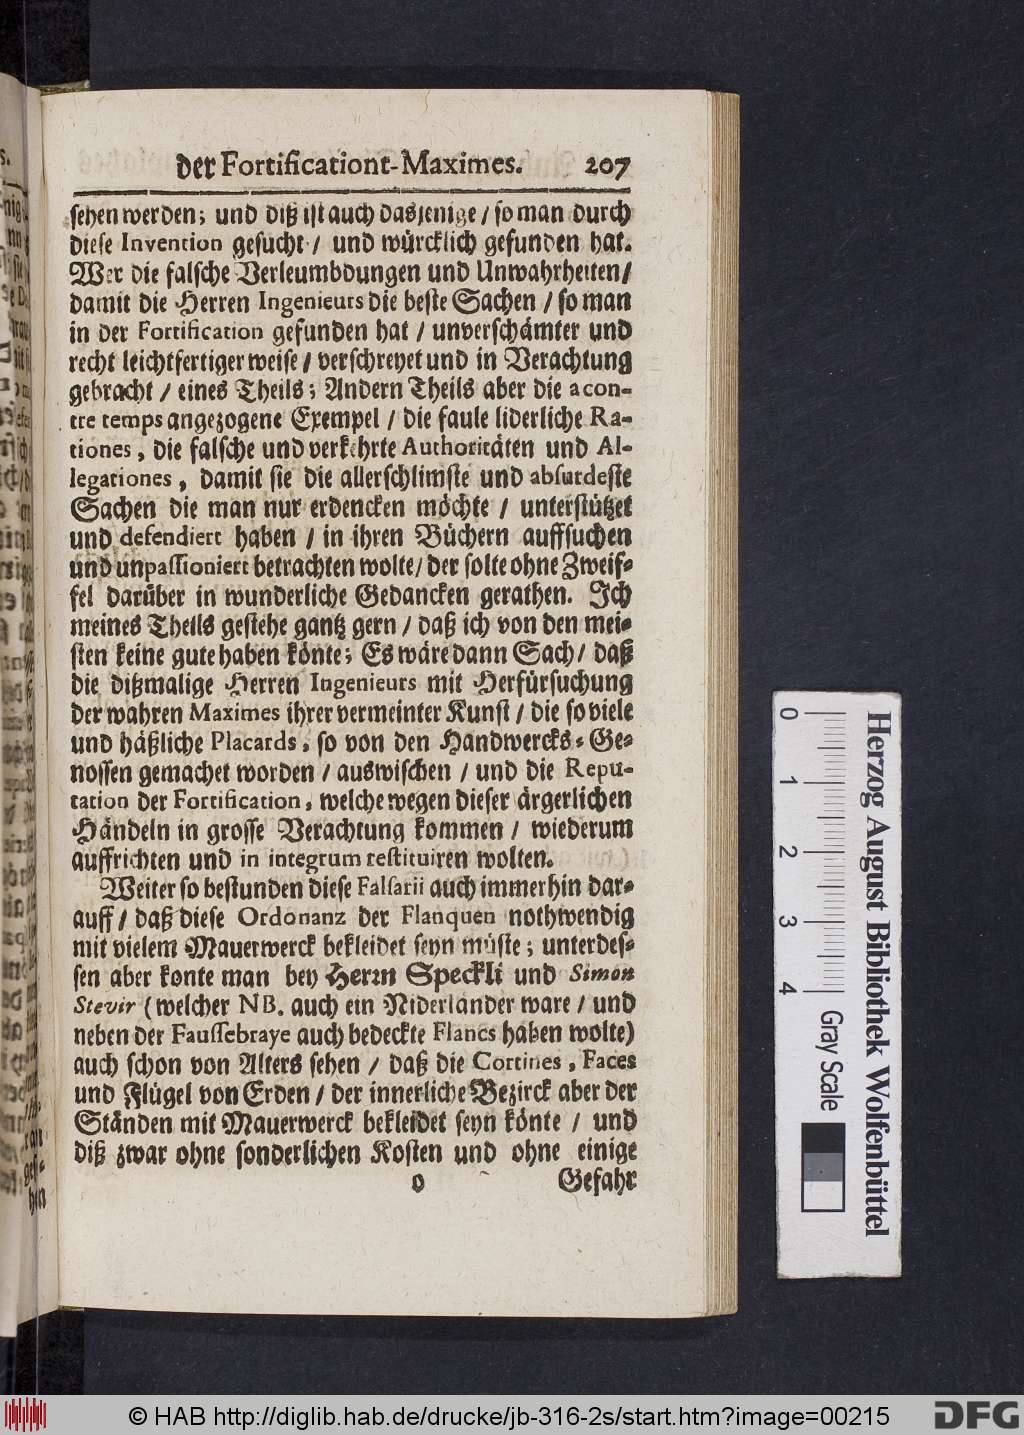 der Fortificationt-Maximes. 207
sehen werden; und diß ist auch dasjenige / so man durch
diese Invention gesucht / und würcklich gefunden hat.
Wer die falsche Verleumbdungen und Unwahrheiten /
damit die Herren Ingenieurs die beste Sachen / so man
in der Fortification gefunden hat / unverschämter und
recht leichtfertiger weise / verschreyet und in Verachtung
gebracht / eines Theils; Andern Theils aber die a con-
tre temps angezogene Exempel / die faule liderliche Ra-
tiones, die falsche und verkehrte Authoritäten und Al-
legationes, damit sie die allerschlimste und absurdeste
Sachen die man nur erdencken möchte / unterstützet
und defendiert haben / in ihren Büchern auffsuchen
und unpassioniert betrachten wolte / der solte ohne Zweif-
fel darüber in wunderliche Gedancken gerathen. Ich
meines Theils gestehe gantz gern / daß ich von den mei-
sten keine gute haben könte; Es wäre dann Sach / daß
die dißmalige Herren Ingenieurs mit Herfürsuchung
der wahren Maximes ihrer vermeinter Kunst / die so viele
und häßliche Placards, so von den Handwercks-Ge-
nossen gemachet worden / auswischen / und die Repu-
tation der Fortification, welche wegen dieser ärgerlichen
Händeln in grosse Verachtung kommen / wiederum
auffrichten und in integrum restituiren wolten.
Weiter so bestunden diese Falsarii auch immerhin dar-
auff / daß diese Ordonanz der Flanquen nothwendig
mit vielem Mauerwerck bekleidet seyn müste; unterdes-
sen aber konte man bey Herrn Speckli und Simon
Stevir (welcher NB. auch ein Niderländer ware / und
neben der Faussebraye auch bedeckte Flancs haben wolte)
auch schon von Alters sehen / daß die Cortines, Faces
und Flügel von Erden / der innerliche Bezirck aber der
Ständen mit Mauerwerck bekleidet seyn könte / und
diß zwar ohne sonderlichen Kosten und ohne einige
O Gefahr
0 1 2 3 4
Gray Scale
Herzog August Bibliothek Wolfenbüttel
© HAB http://diglib.hab.de/drucke/jb-316-2s/start.htm?image=00215
DFG